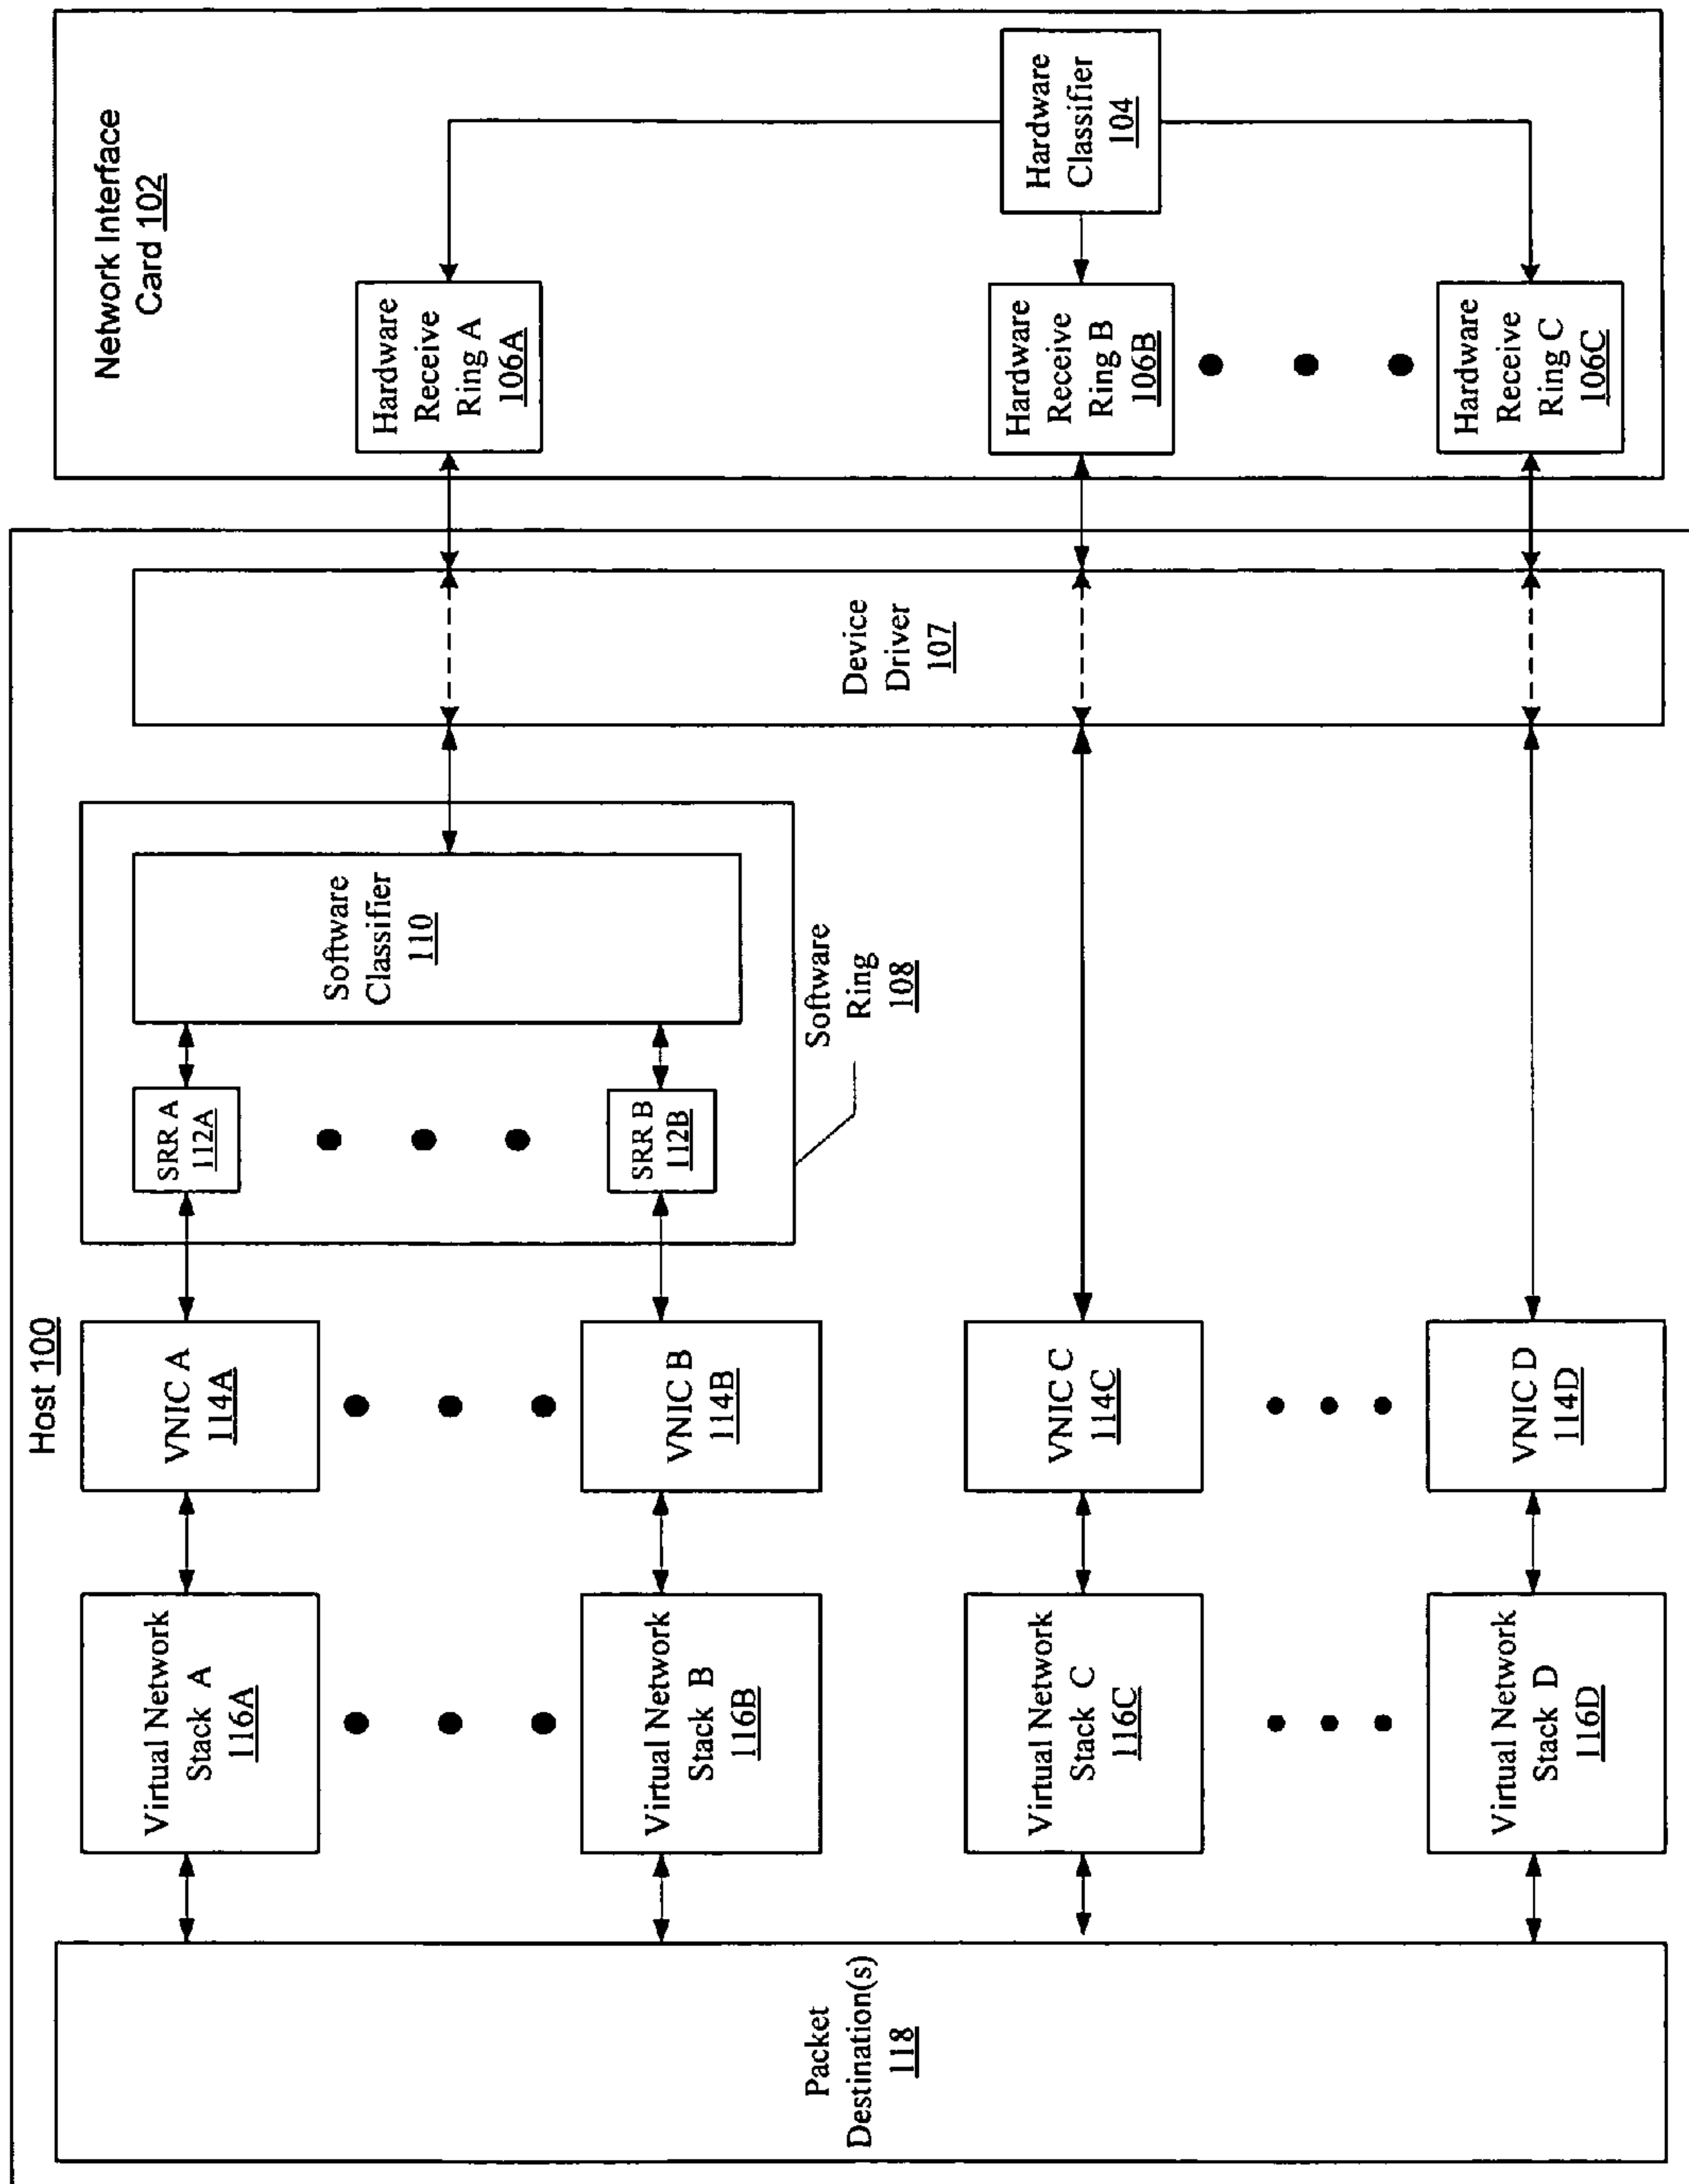 Host 100
Packet
Destination(s)
118
Virtual Network
Stack A
116A
Virtual Network
Stack B
116B
Virtual Network
Stack C
116C
Virtual Network
Stack D
116D
VNIC A
114A
VNIC B
114B
VNIC C
114C
VNIC D
114D
SRR A
112A
SRR B
112B
Software
Classifier
110
Software
Ring
108
Device
Driver
107
Network Interface
Card 102
Hardware
Receive
Ring A
106A
Hardware
Receive
Ring B
106B
Hardware
Receive
Ring C
106C
Hardware
Classifier
104